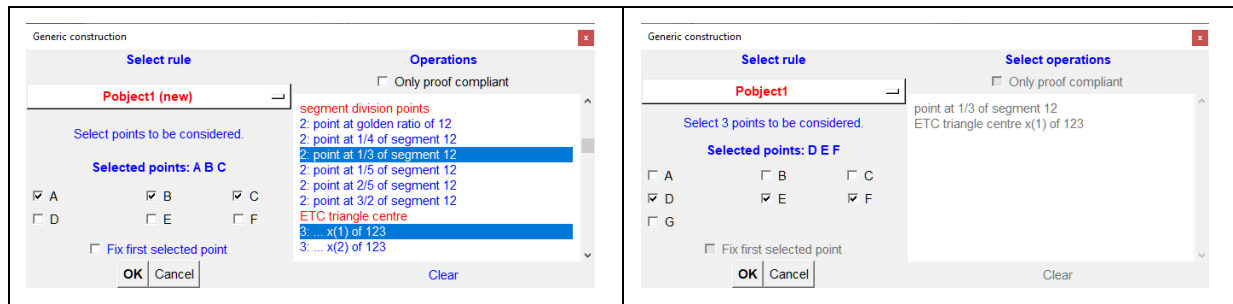 Generic construction
x
Select rule
Pobject1 (new)
Select points to be considered.
Selected points: A B C
A B C
D E F
Fix first selected point
OK Cancel
Operations
Only proof compliant
segment division points
2: point at golden ratio of 12
2: point at 1/4 of segment 12
2: point at 1/3 of segment 12
2: point at 1/5 of segment 12
2: point at 2/5 of segment 12
2: point at 3/2 of segment 12
ETC triangle centre
3: ... x(1) of 123
3: ... x(2) of 123
Clear
Generic construction
x
Select rule
Pobject1
Select 3 points to be considered.
Selected points: D E F
A B C
D E F
G
Fix first selected point
OK Cancel
Select operations
Only proof compliant
point at 1/3 of segment 12
ETC triangle centre x(1) of 123
Clear